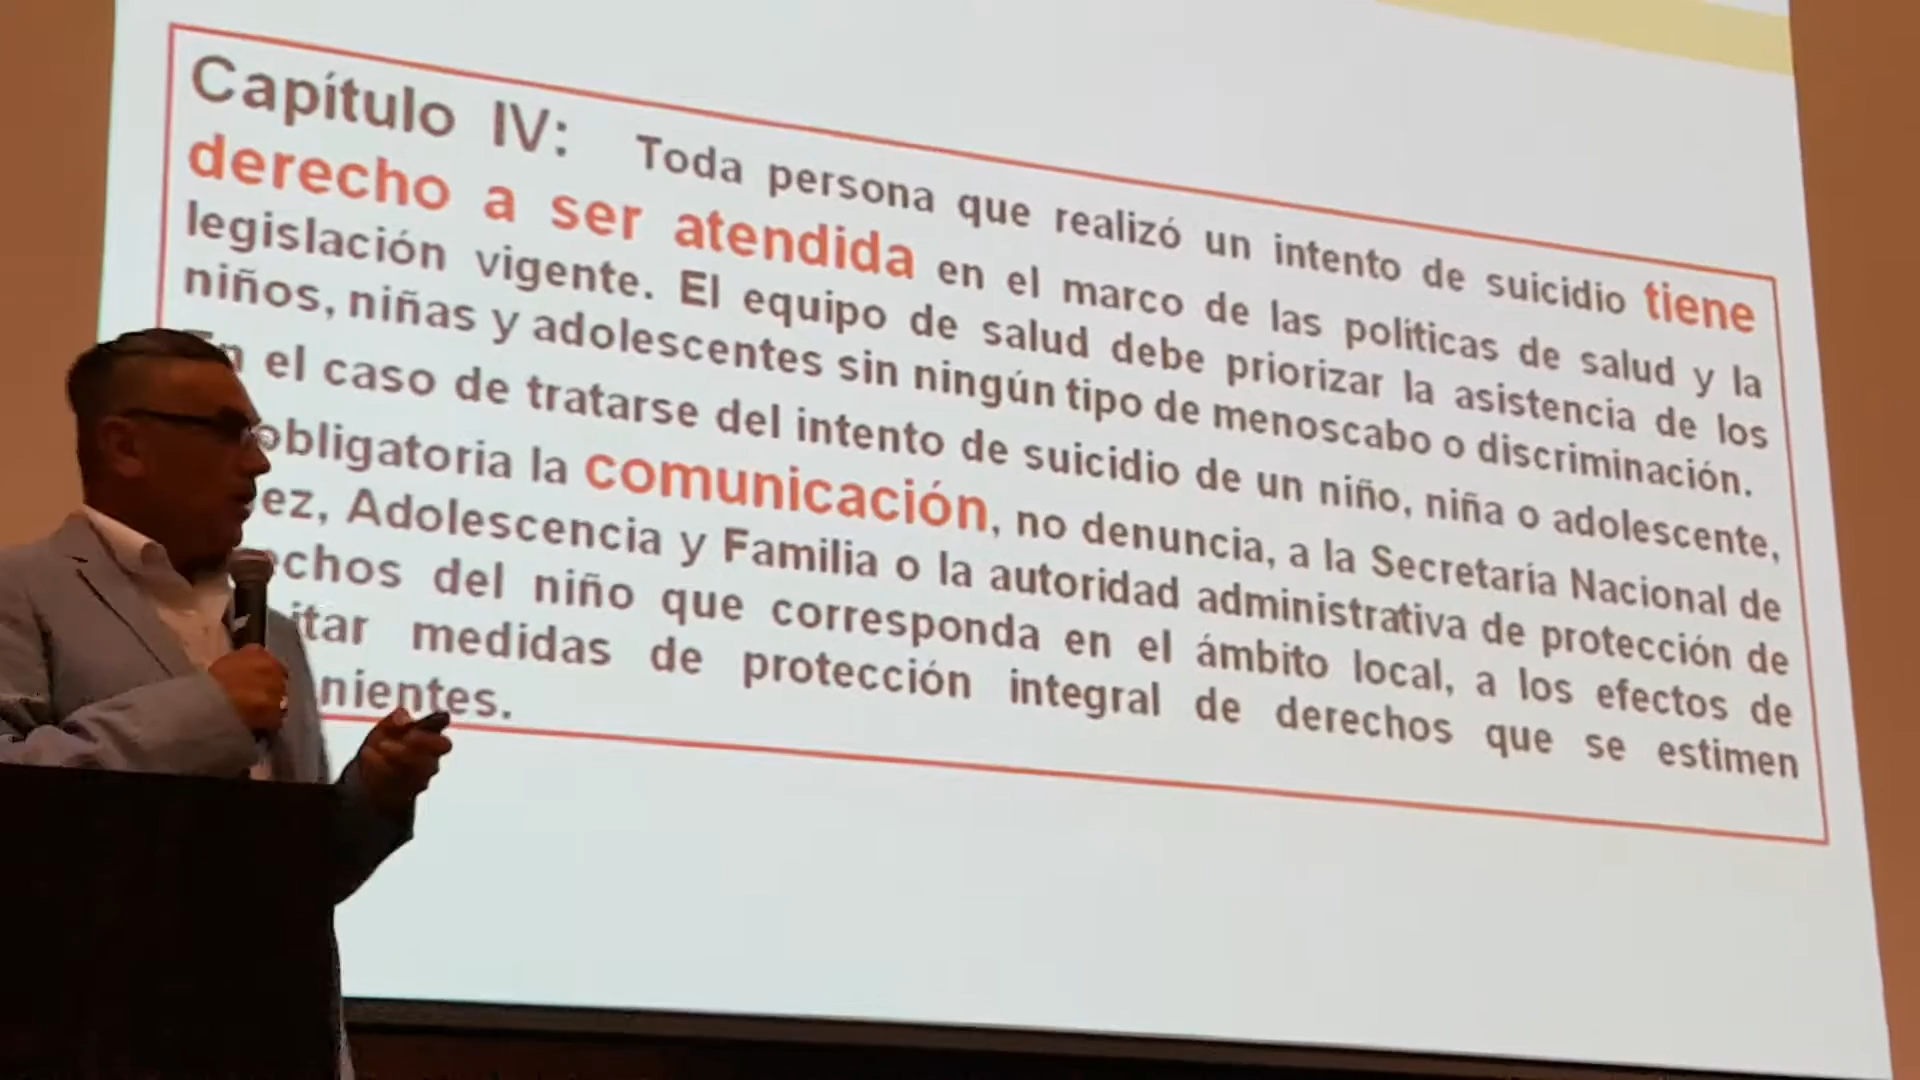 Capítulo IV: Toda persona que realizó un intento de suicidio tiene
derecho a ser atendida en el marco de las políticas de salud y la
legislación vigente. El equipo de salud debe priorizar la asistencia de los
niños, niñas y adolescentes sin ningún tipo de menoscabo o discriminación.
el caso de tratarse del intento de suicidio de un niño, niña o adolescente,
obligatoria la comunicación, no denuncia, a la Secretaría Nacional de
ez, Adolescencia y Familia o la autoridad administrativa de protección de
echos del niño que corresponda en el ámbito local, a los efectos de
itar medidas de protección integral de derechos que se estimen
nientes.